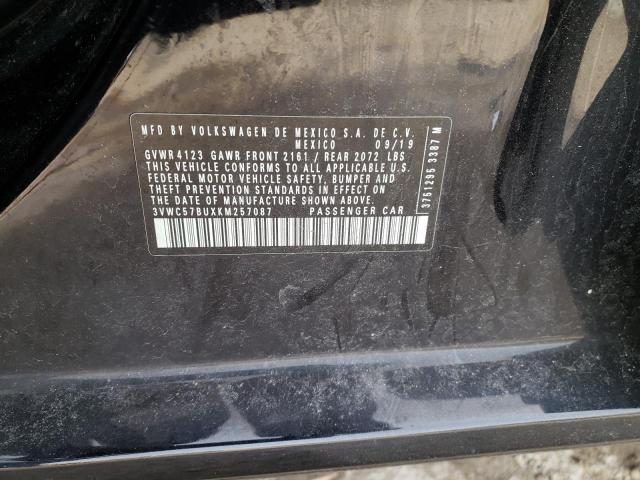 MFD BY VOLKSWAGEN DE MEXICO S.A. DE C.V.
MEXICO 09/19
GVWR 4123 GAWR FRONT 2161 / REAR 2072 LBS
THIS VEHICLE CONFORMS TO ALL APPLICABLE U.S.
FEDERAL MOTOR VEHICLE SAFETY, BUMPER AND
THEFT PREVENTION STANDARDS IN EFFECT ON
THE DATE OF MANUFACTURE SHOWN ABOVE
3VWC57BUXKM257087 PASSENGER CAR
3751295 3387 M